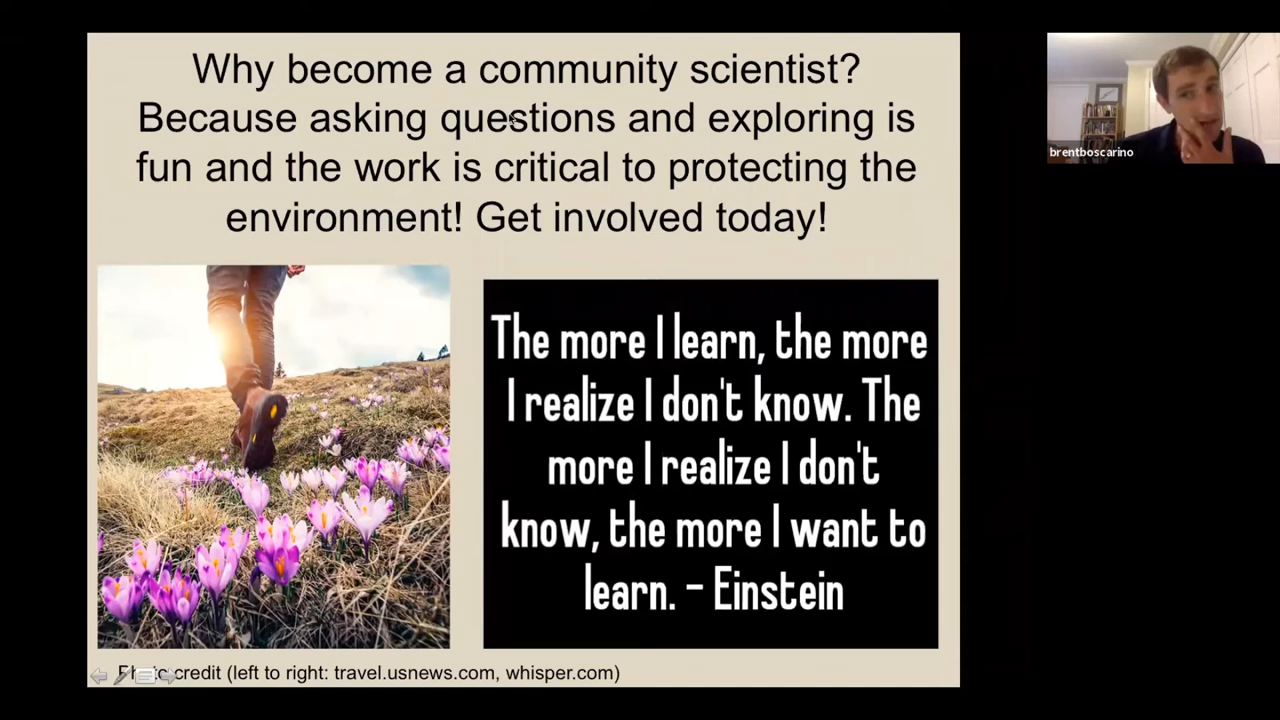 Why become a community scientist?
Because asking questions and exploring is
fun and the work is critical to protecting the
environment! Get involved today!
brentboscarino
The more I learn, the more
I realize I don't know. The
more I realize I don't
know, the more I want to
learn. - Einstein
credit (left to right: travel.usnews.com, whisper.com)